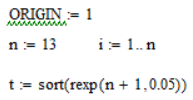 ORIGIN := 1
n := 13 i := 1.. n
t := sort(rexp(n + 1, 0.05))